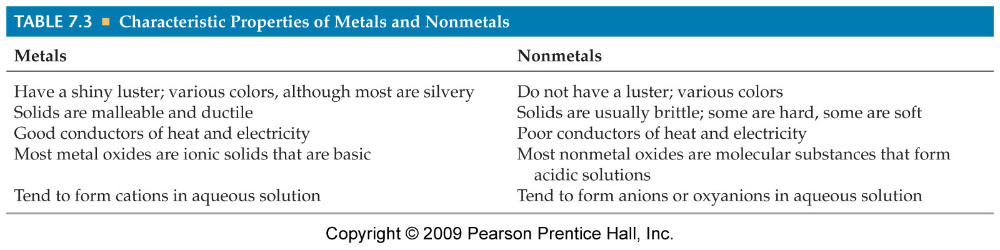 TABLE 7.3 ■ Characteristic Properties of Metals and Nonmetals
Metals Nonmetals
Have a shiny luster; various colors, although most are silvery Do not have a luster; various colors
Solids are malleable and ductile Solids are usually brittle; some are hard, some are soft
Good conductors of heat and electricity Poor conductors of heat and electricity
Most metal oxides are ionic solids that are basic Most nonmetal oxides are molecular substances that form
acidic solutions
Tend to form cations in aqueous solution Tend to form anions or oxyanions in aqueous solution
Copyright © 2009 Pearson Prentice Hall, Inc.